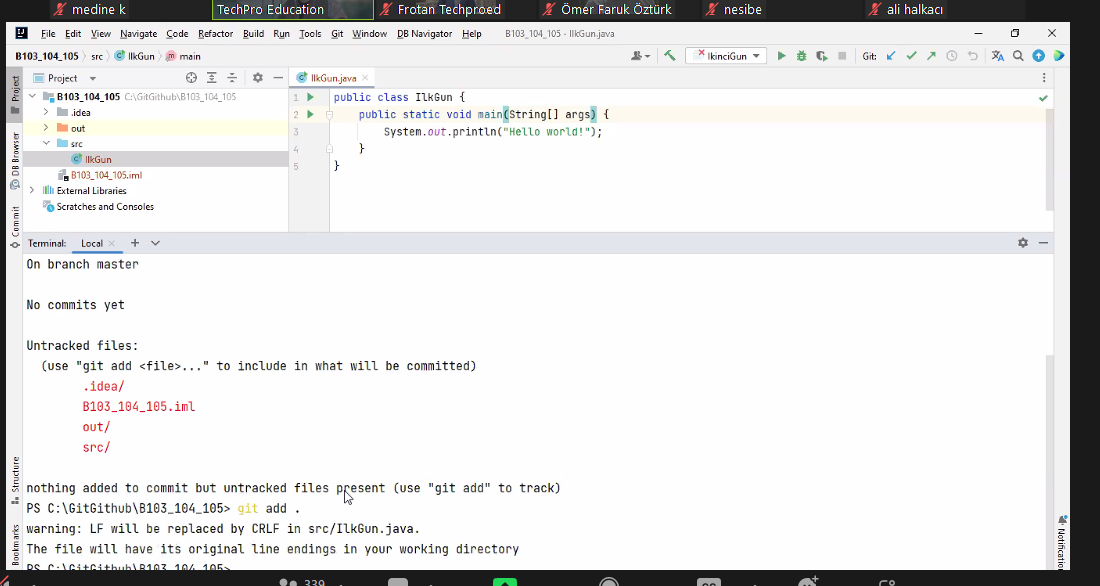 medine k
TechPro Education
Frotan Techproed
Ömer Faruk Öztürk
nesibe
ali halkacı
File Edit View Navigate Code Refactor Build Run Tools Git Window DB Navigator Help B103_104_105 - IlkGun.java
B103_104_105 src IlkGun main
IkinciGun
Git:
Project
IlkGun.java
B103_104_105 C:\GitGithub\B103_104_105
.idea
out
src
IlkGun
B103_104_105.iml
External Libraries
Scratches and Consoles
1 public class IlkGun {
2 public static void main(String[] args) {
3 System.out.println("Hello world!");
4 }
5 }
Project
DB Browser
Commit
Structure
Bookmarks
Notification
Terminal: Local
On branch master
No commits yet
Untracked files:
(use "git add <file>..." to include in what will be committed)
.idea/
B103_104_105.iml
out/
src/
nothing added to commit but untracked files present (use "git add" to track)
PS C:\GitGithub\B103_104_105> git add .
warning: LF will be replaced by CRLF in src/IlkGun.java.
The file will have its original line endings in your working directory
PS C:\GitGithub\B103_104_105>
339